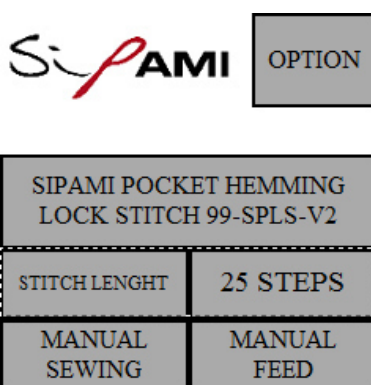 SiPAMI
OPTION
SIPAMI POCKET HEMMING
LOCK STITCH 99-SPLS-V2
STITCH LENGHT
25 STEPS
MANUAL
SEWING
MANUAL
FEED